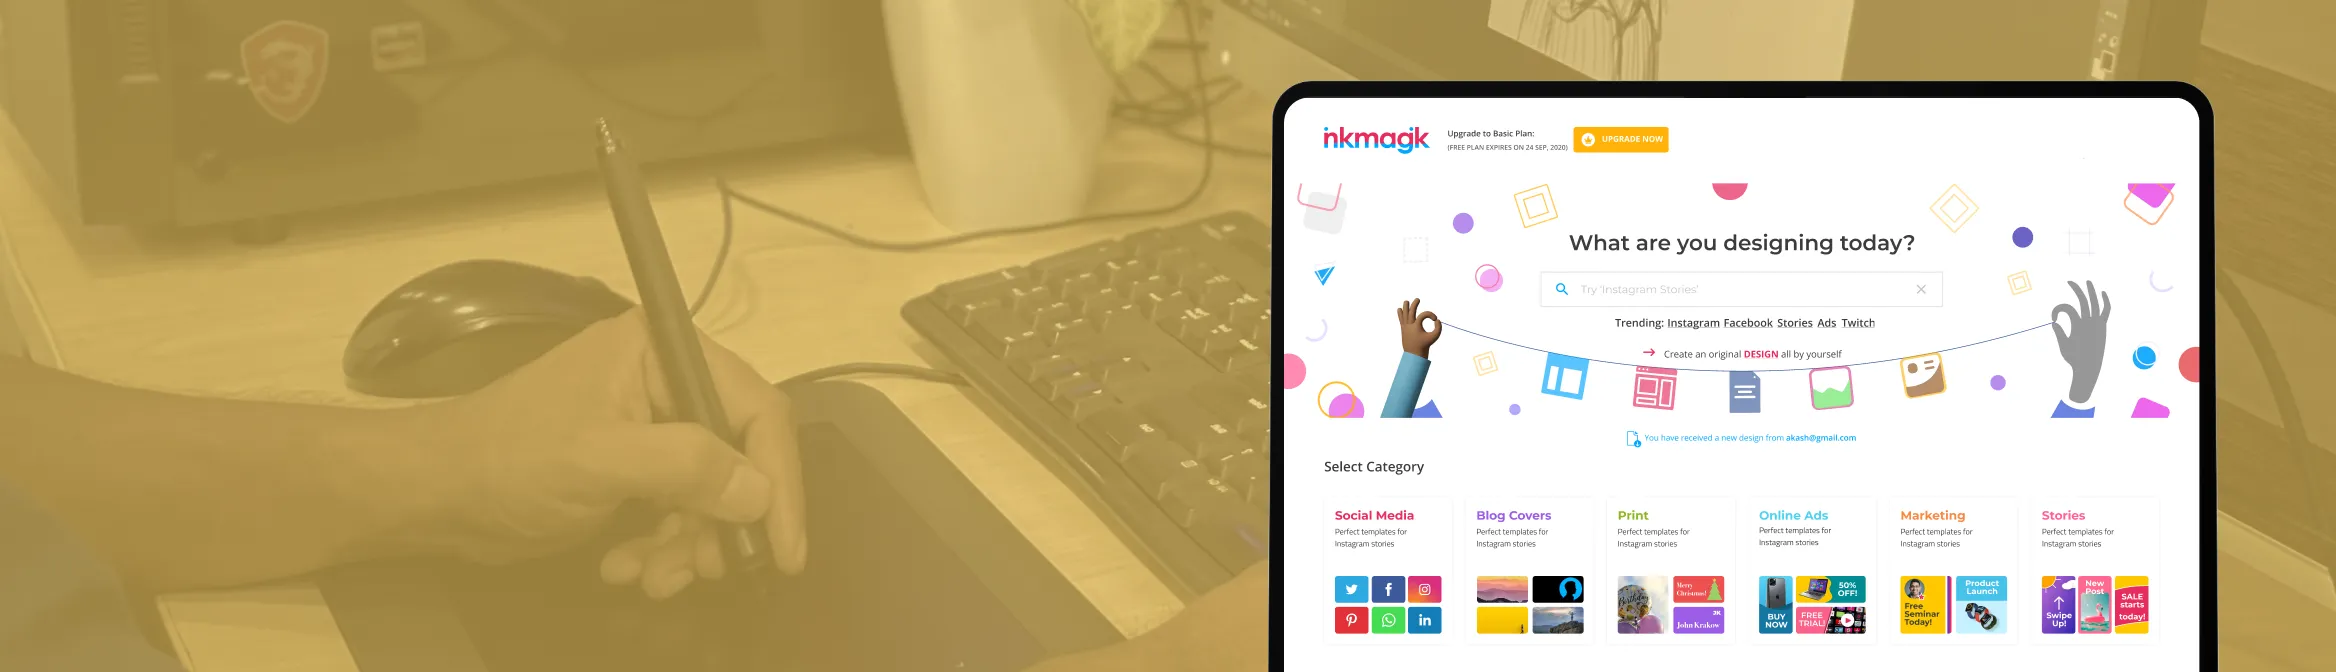 inkmagik
Upgrade to Basic Plan:
(FREE PLAN EXPIRES ON 24 SEP, 2020)
UPGRADE NOW
What are you designing today?
Try 'Instagram Stories'
Trending: Instagram Facebook Stories Ads Twitch
Create an original DESIGN all by yourself
You have received a new design from akash@gmail.com
Select Category
Social Media
Perfect templates for
Instagram stories
Blog Covers
Perfect templates for
Instagram stories
Print
Perfect templates for
Instagram stories
Birthday
Merry
Christmas!
2K
John Krakow
Online Ads
Perfect templates for
Instagram stories
BUY
NOW
50%
OFF!
FREE
TRIAL!
Marketing
Perfect templates for
Instagram stories
Free
Seminar
Today!
Product
Launch
Stories
Perfect templates for
Instagram stories
Swipe
Up!
New
Post
SALE
starts
today!